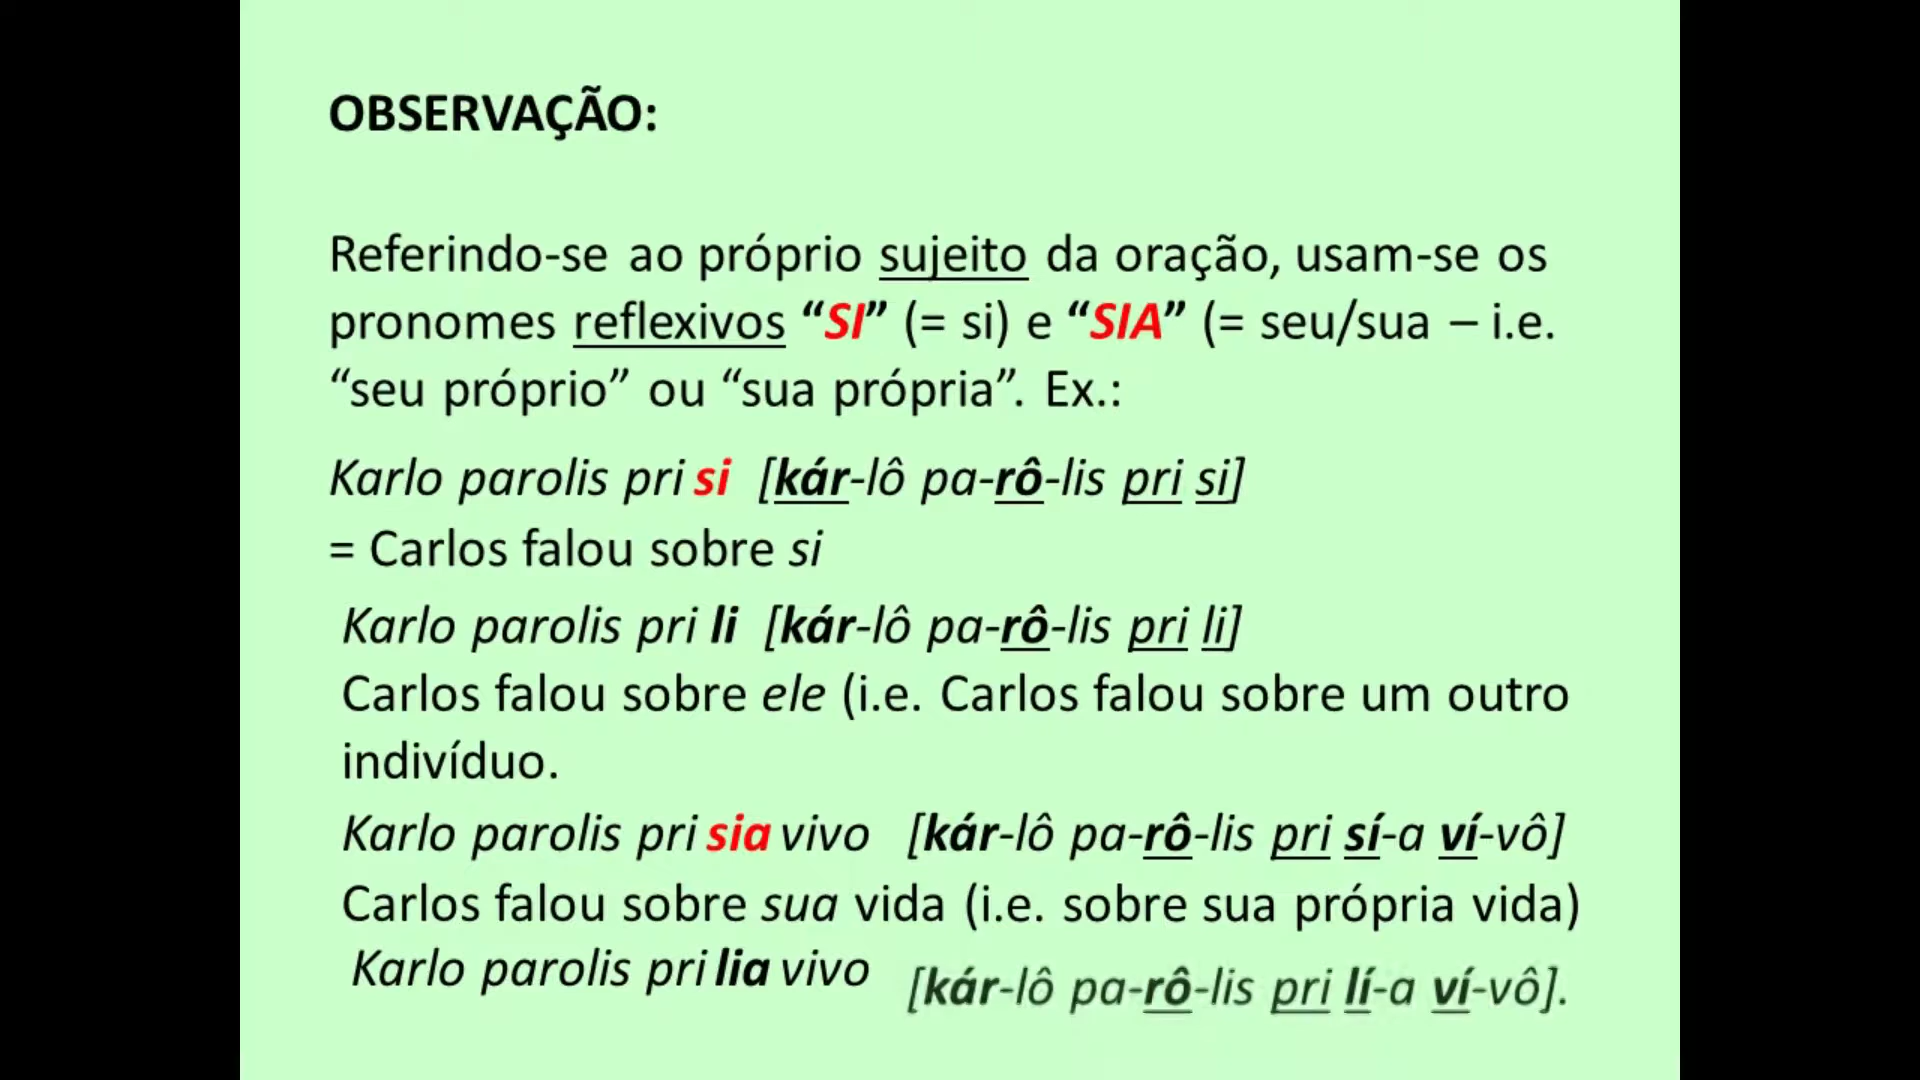 OBSERVAÇÃO:
Referindo-se ao próprio sujeito da oração, usam-se os
pronomes reflexivos “SI” (= si) e “SIA” (= seu/sua – i.e.
“seu próprio” ou “sua própria”. Ex.:
Karlo parolis pri si [kár-lô pa-rô-lis pri si]
= Carlos falou sobre si
Karlo parolis pri li [kár-lô pa-rô-lis pri li]
Carlos falou sobre ele (i.e. Carlos falou sobre um outro
indivíduo.
Karlo parolis pri sia vivo [kár-lô pa-rô-lis pri sí-a ví-vô]
Carlos falou sobre sua vida (i.e. sobre sua própria vida)
Karlo parolis pri lia vivo [kár-lô pa-rô-lis pri lí-a ví-vô].